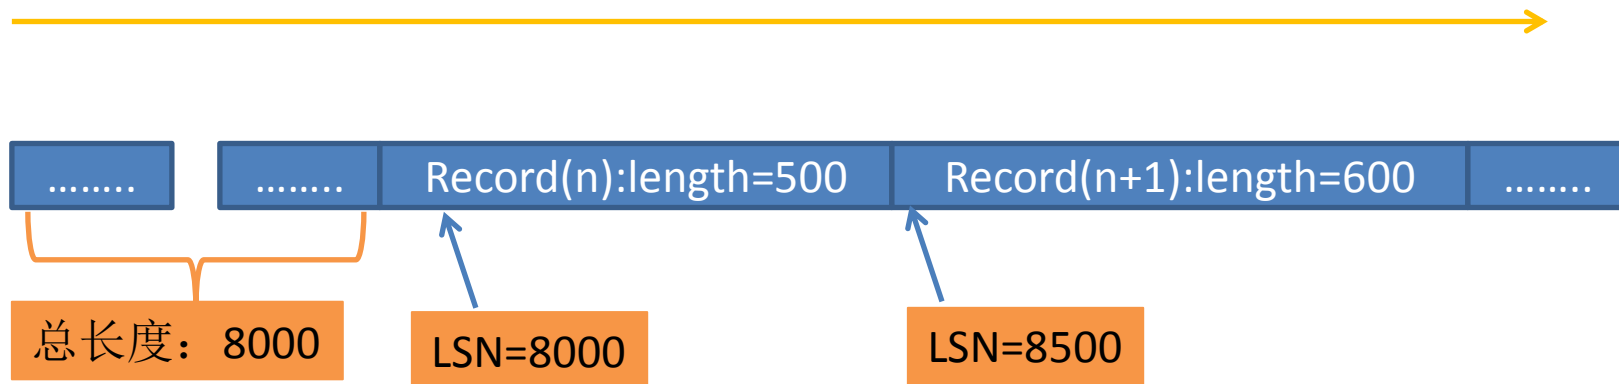 ........
........
Record(n):length=500
Record(n+1):length=600
........
总长度：8000
LSN=8000
LSN=8500